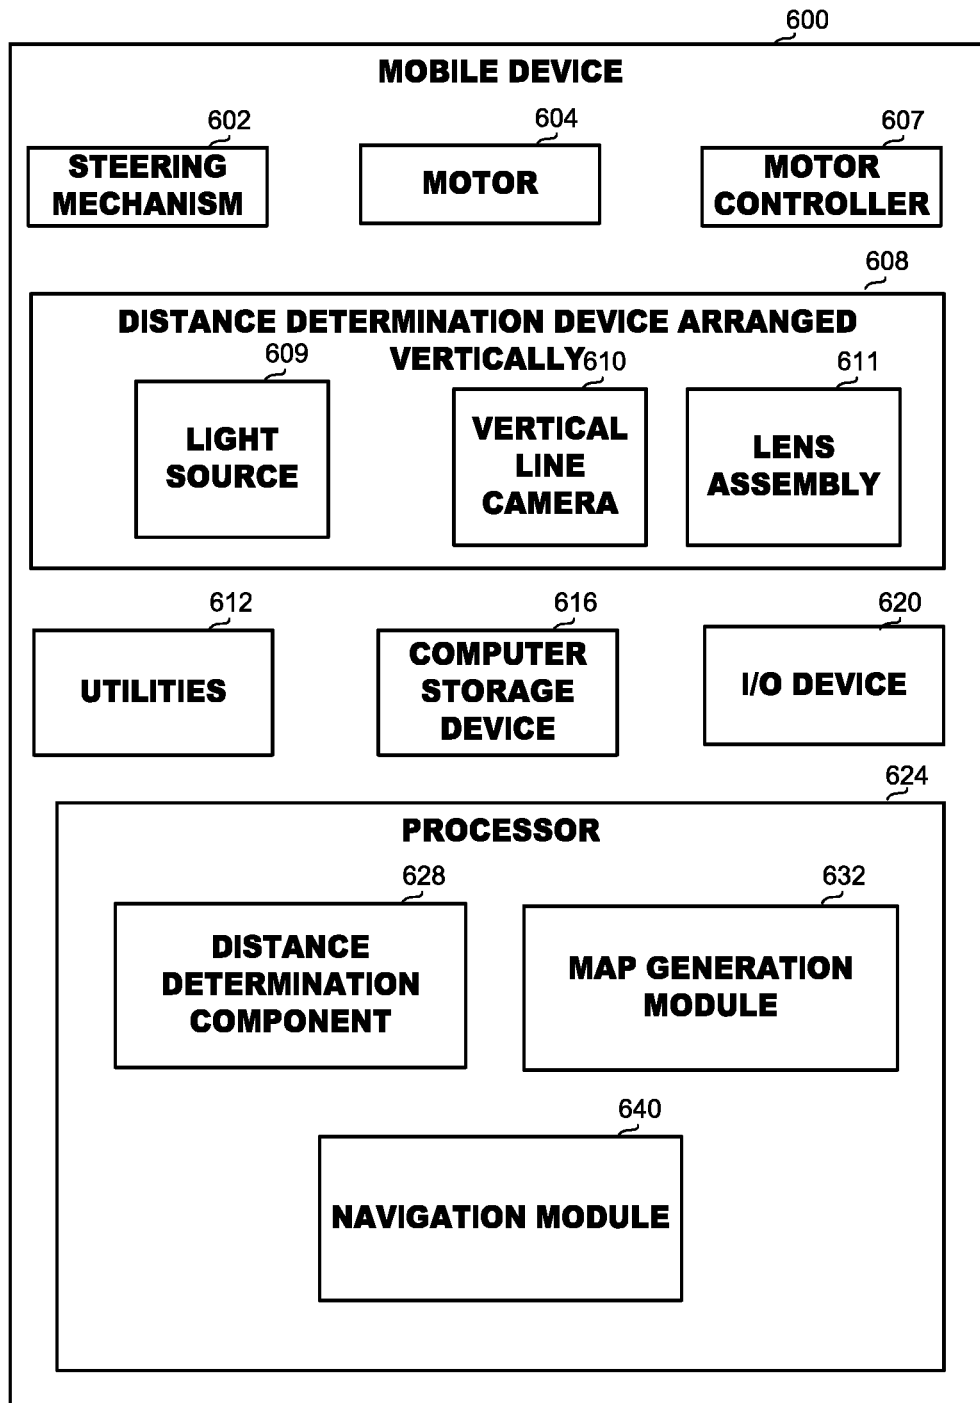 600
MOBILE DEVICE
602
STEERING
MECHANISM
604
MOTOR
607
MOTOR
CONTROLLER
608
DISTANCE DETERMINATION DEVICE ARRANGED
VERTICALLY
609
LIGHT
SOURCE
610
VERTICAL
LINE
CAMERA
611
LENS
ASSEMBLY
612
UTILITIES
616
COMPUTER
STORAGE
DEVICE
620
I/O DEVICE
624
PROCESSOR
628
DISTANCE
DETERMINATION
COMPONENT
632
MAP GENERATION
MODULE
640
NAVIGATION MODULE